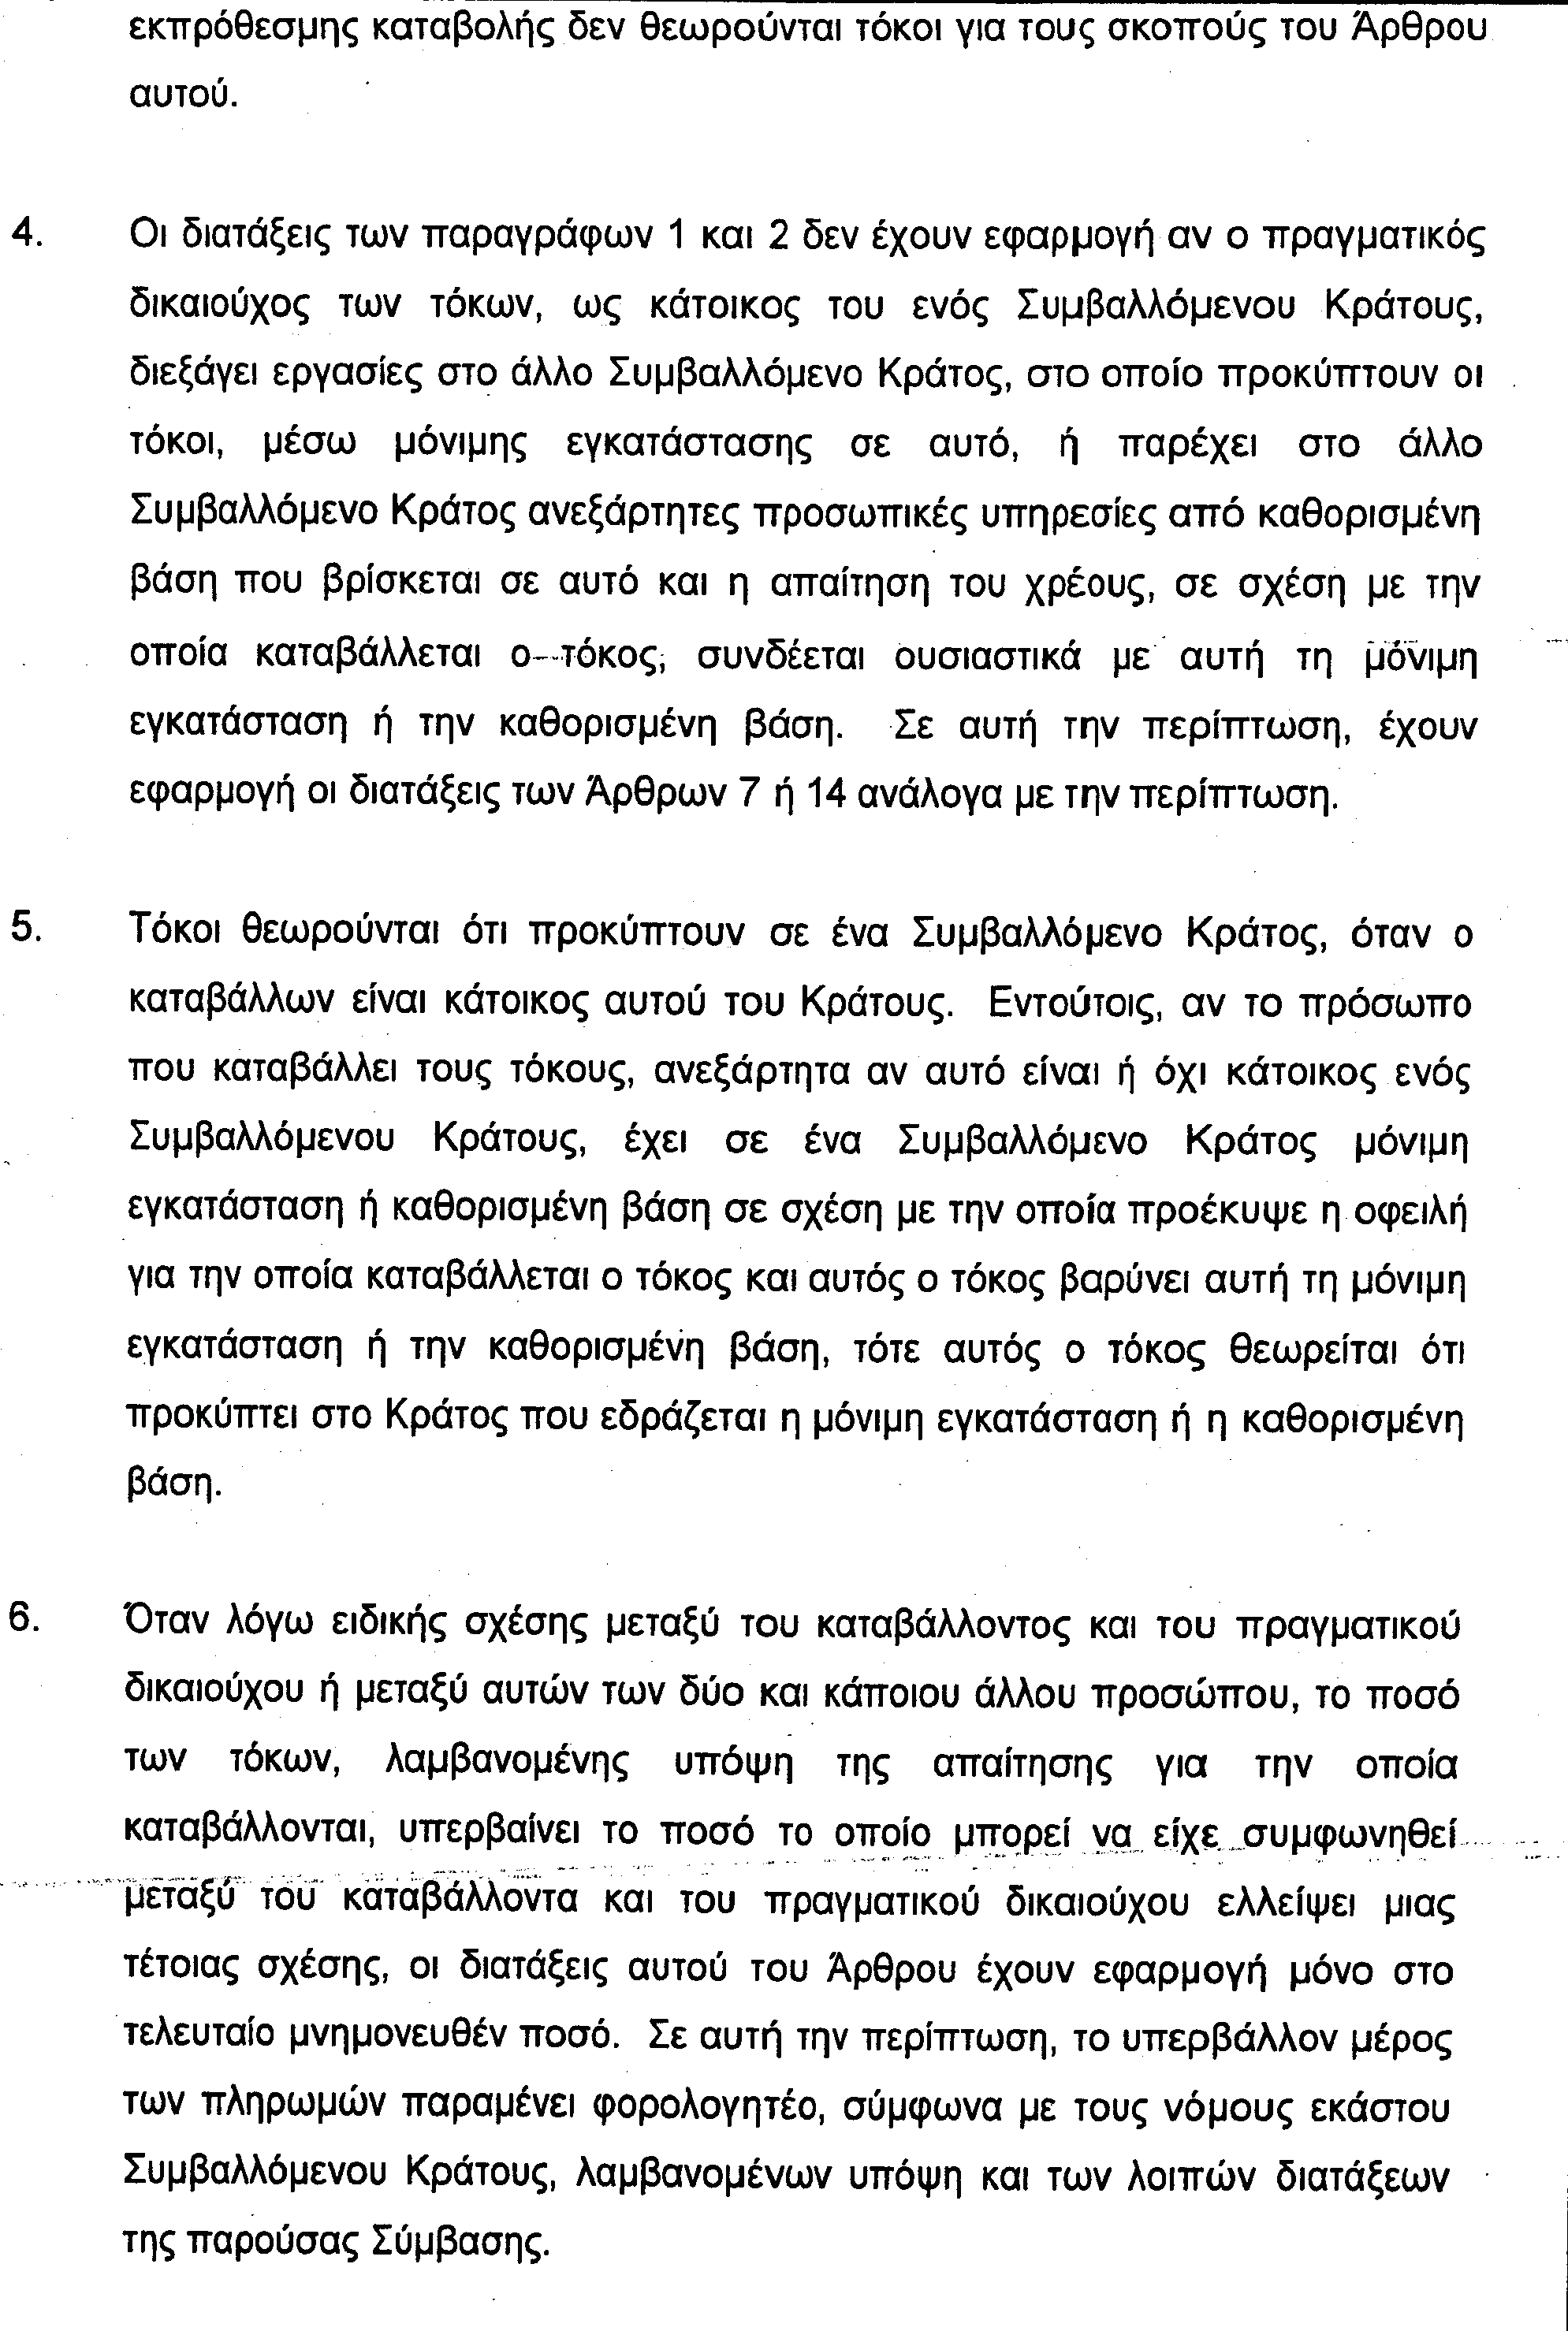 εκπρόθεσμης καταβολής δεν θεωρούνται τόκοι για τους σκοπούς του Άρθρου
αυτού.
4. Οι διατάξεις των παραγράφων 1 και 2 δεν έχουν εφαρμογή αν ο πραγματικός
δικαιούχος των τόκων, ως κάτοικος του ενός Συμβαλλόμενου Κράτους,
διεξάγει εργασίες στο άλλο Συμβαλλόμενο Κράτος, στο οποίο προκύπτουν οι
τόκοι, μέσω μόνιμης εγκατάστασης σε αυτό, ή παρέχει στο άλλο
Συμβαλλόμενο Κράτος ανεξάρτητες προσωπικές υπηρεσίες από καθορισμένη
βάση που βρίσκεται σε αυτό και η απαίτηση του χρέους, σε σχέση με την
οποία καταβάλλεται ο τόκος, συνδέεται ουσιαστικά με αυτή τη μόνιμη
εγκατάσταση ή την καθορισμένη βάση. Σε αυτή την περίπτωση, έχουν
εφαρμογή οι διατάξεις των Άρθρων 7 ή 14 ανάλογα με την περίπτωση.
5. Τόκοι θεωρούνται ότι προκύπτουν σε ένα Συμβαλλόμενο Κράτος, όταν ο
καταβάλλων είναι κάτοικος αυτού του Κράτους. Εντούτοις, αν το πρόσωπο
που καταβάλλει τους τόκους, ανεξάρτητα αν αυτό είναι ή όχι κάτοικος ενός
Συμβαλλόμενου Κράτους, έχει σε ένα Συμβαλλόμενο Κράτος μόνιμη
εγκατάσταση ή καθορισμένη βάση σε σχέση με την οποία προέκυψε η οφειλή
για την οποία καταβάλλεται ο τόκος και αυτός ο τόκος βαρύνει αυτή τη μόνιμη
εγκατάσταση ή την καθορισμένη βάση, τότε αυτός ο τόκος θεωρείται ότι
προκύπτει στο Κράτος που εδράζεται η μόνιμη εγκατάσταση ή η καθορισμένη
βάση.
6. Όταν λόγω ειδικής σχέσης μεταξύ του καταβάλλοντος και του πραγματικού
δικαιούχου ή μεταξύ αυτών των δύο και κάποιου άλλου προσώπου, το ποσό
των τόκων, λαμβανομένης υπόψη της απαίτησης για την οποία
καταβάλλονται, υπερβαίνει το ποσό το οποίο μπορεί να είχε συμφωνηθεί
μεταξύ του καταβάλλοντα και του πραγματικού δικαιούχου ελλείψει μιας
τέτοιας σχέσης, οι διατάξεις αυτού του Άρθρου έχουν εφαρμογή μόνο στο
τελευταίο μνημονευθέν ποσό. Σε αυτή την περίπτωση, το υπερβάλλον μέρος
των πληρωμών παραμένει φορολογητέο, σύμφωνα με τους νόμους εκάστου
Συμβαλλόμενου Κράτους, λαμβανομένων υπόψη και των λοιπών διατάξεων
της παρούσας Σύμβασης.